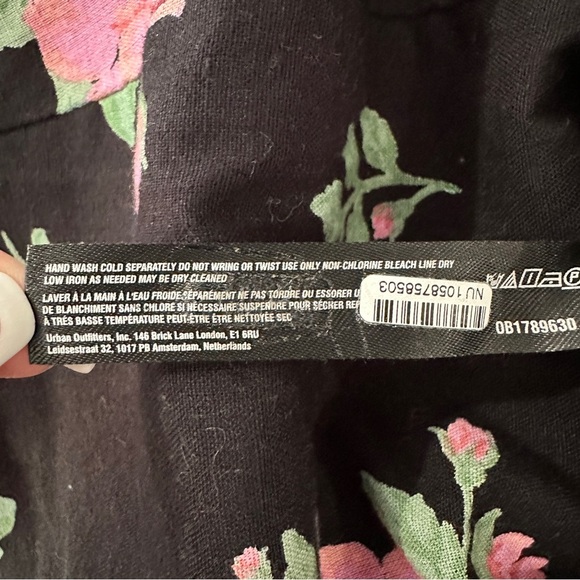 HAND WASH COLD SEPARATELY DO NOT WRING OR TWIST USE ONLY NON-CHLORINE BLEACH LINE DRY
LOW IRON AS NEEDED MAY BE DRY CLEANED
LAVER À LA MAIN À L'EAU FROIDE SÉPARÉMENT NE PAS TORDRE OU ESSORER
DE BLANCHIMENT SANS CHLORE SI NÉCESSAIRE SUSPENDRE POUR SÉCHER
À TRÈS BASSE TEMPÉRATURE PEUT-ÊTRE ÊTRE NETTOYÉE SEC
Urban Outfitters, Inc. 146 Brick Lane London, E1 6RU
Leidsestraat 32, 1017 PB Amsterdam, Netherlands
NU 10587566503
0B1789630